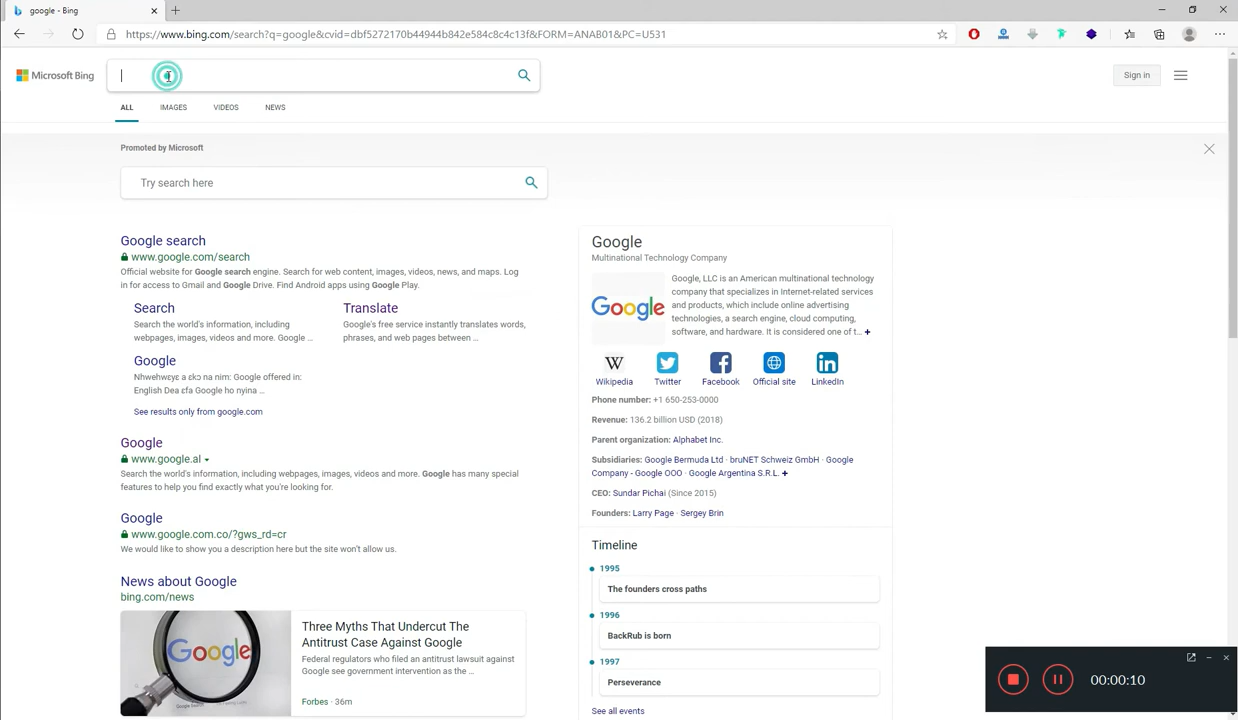 google - Bing
https://www.bing.com/search?q=google&cvid=dbf5272170b44944b842e584c8c4c13f&FORM=ANAB01&PC=U531
Microsoft Bing
Sign in
ALL
IMAGES
VIDEOS
NEWS
Promoted by Microsoft
Try search here
Google search
www.google.com/search
Official website for Google search engine. Search for web content, images, videos, news, and maps. Log
in for access to Gmail and Google Drive. Find Android apps using Google Play.
Search
Search the world's information, including
webpages, images, videos and more. Google ...
Translate
Google's free service instantly translates words,
phrases, and web pages between ...
Google
Nhwehwɛyɛ a ɛkɔ na nim: Google offered in:
English Dea ɛfa Google ho nyina ...
See results only from google.com
Google
www.google.al
Search the world's information, including webpages, images, videos and more. Google has many special
features to help you find exactly what you're looking for.
Google
www.google.com.co/?gws_rd=cr
We would like to show you a description here but the site won't allow us.
News about Google
bing.com/news
Google
Three Myths That Undercut The
Antitrust Case Against Google
Federal regulators who filed an antitrust lawsuit against
Google see government intervention as the ...
Forbes · 36m
Google
Multinational Technology Company
Google
Google, LLC is an American multinational technology
company that specializes in Internet-related services
and products, which include online advertising
technologies, a search engine, cloud computing,
software, and hardware. It is considered one of t... +
W
Wikipedia
Twitter
Facebook
Official site
in
LinkedIn
Phone number: +1 650-253-0000
Revenue: 136.2 billion USD (2018)
Parent organization: Alphabet Inc.
Subsidiaries: Google Bermuda Ltd · bruNET Schweiz GmbH · Google
Company - Google OOO · Google Argentina S.R.L. +
CEO: Sundar Pichai (Since 2015)
Founders: Larry Page · Sergey Brin
Timeline
1995
The founders cross paths
1996
BackRub is born
1997
Perseverance
See all events
00:00:10